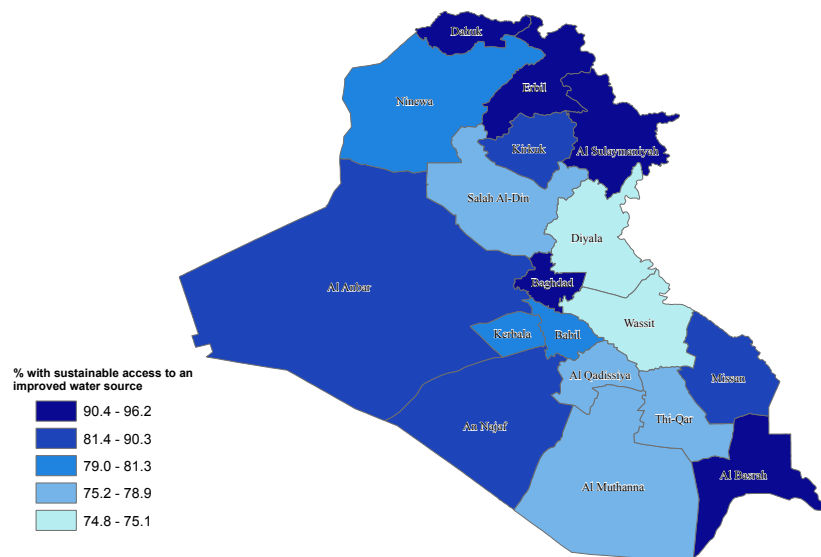 Dahuk
Erbil
Ninewa
Kirkuk
Al Sulaymaniyah
Salah Al-Din
Diyala
Baghdad
Al Anbar
Wassit
Kerbala
Babil
Al Qadissiya
Missan
An Najaf
Thi-Qar
Al Basrah
Al Muthanna
% with sustainable access to an
improved water source
90.4 - 96.2
81.4 - 90.3
79.0 - 81.3
75.2 - 78.9
74.8 - 75.1